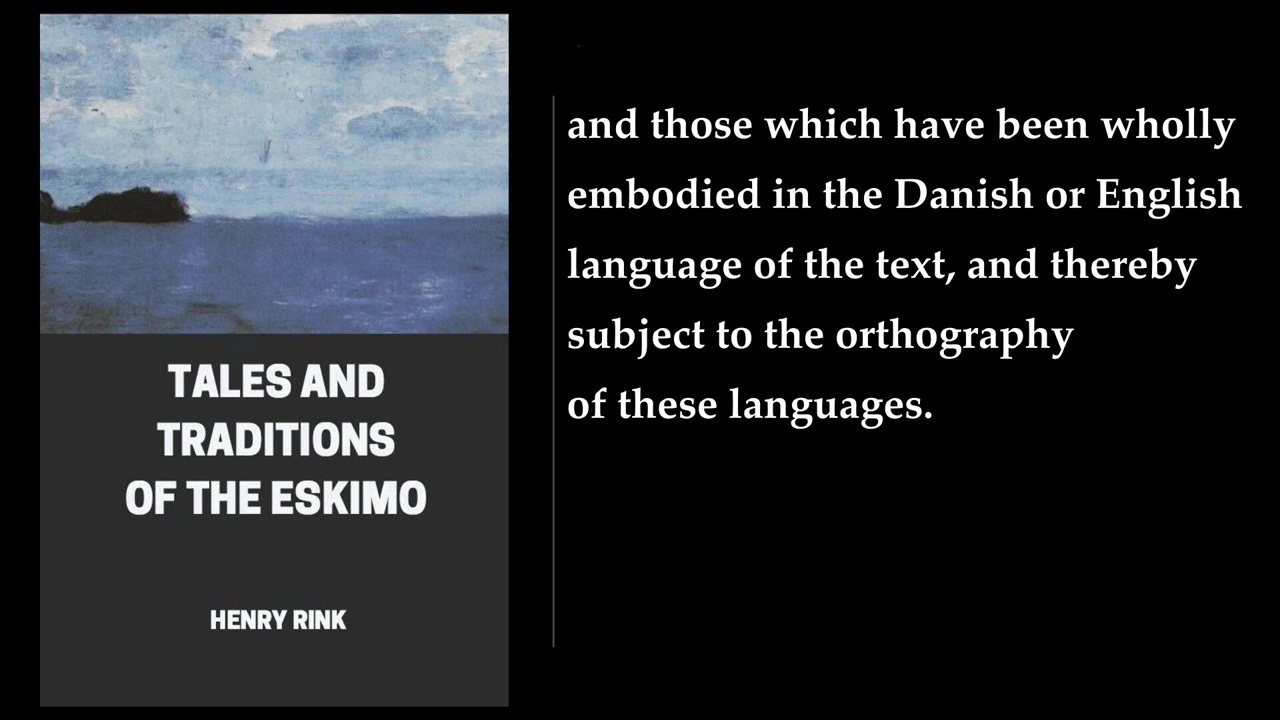 TALES AND
TRADITIONS
OF THE ESKIMO
HENRY RINK
and those which have been wholly
embodied in the Danish or English
language of the text, and thereby
subject to the orthography
of these languages.